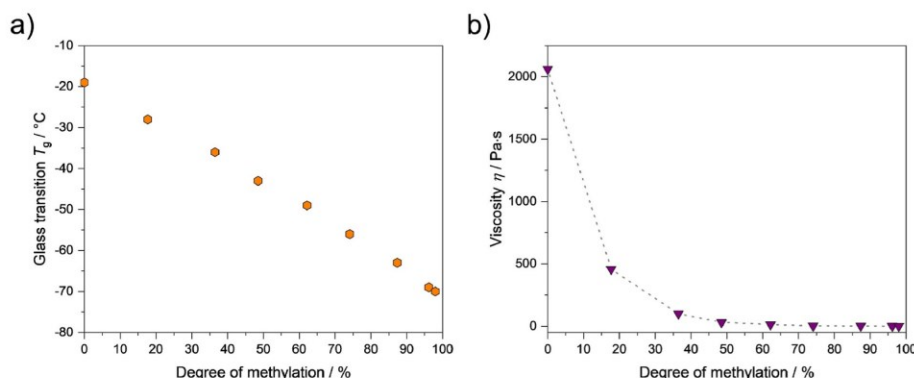 a)
Glass transition Tg / °C
-10
-20
-30
-40
-50
-60
-70
-80
0 10 20 30 40 50 60 70 80 90 100
Degree of methylation / %
b)
Viscosity η / Pa·s
2000
1500
1000
500
0
0 10 20 30 40 50 60 70 80 90 100
Degree of methylation / %